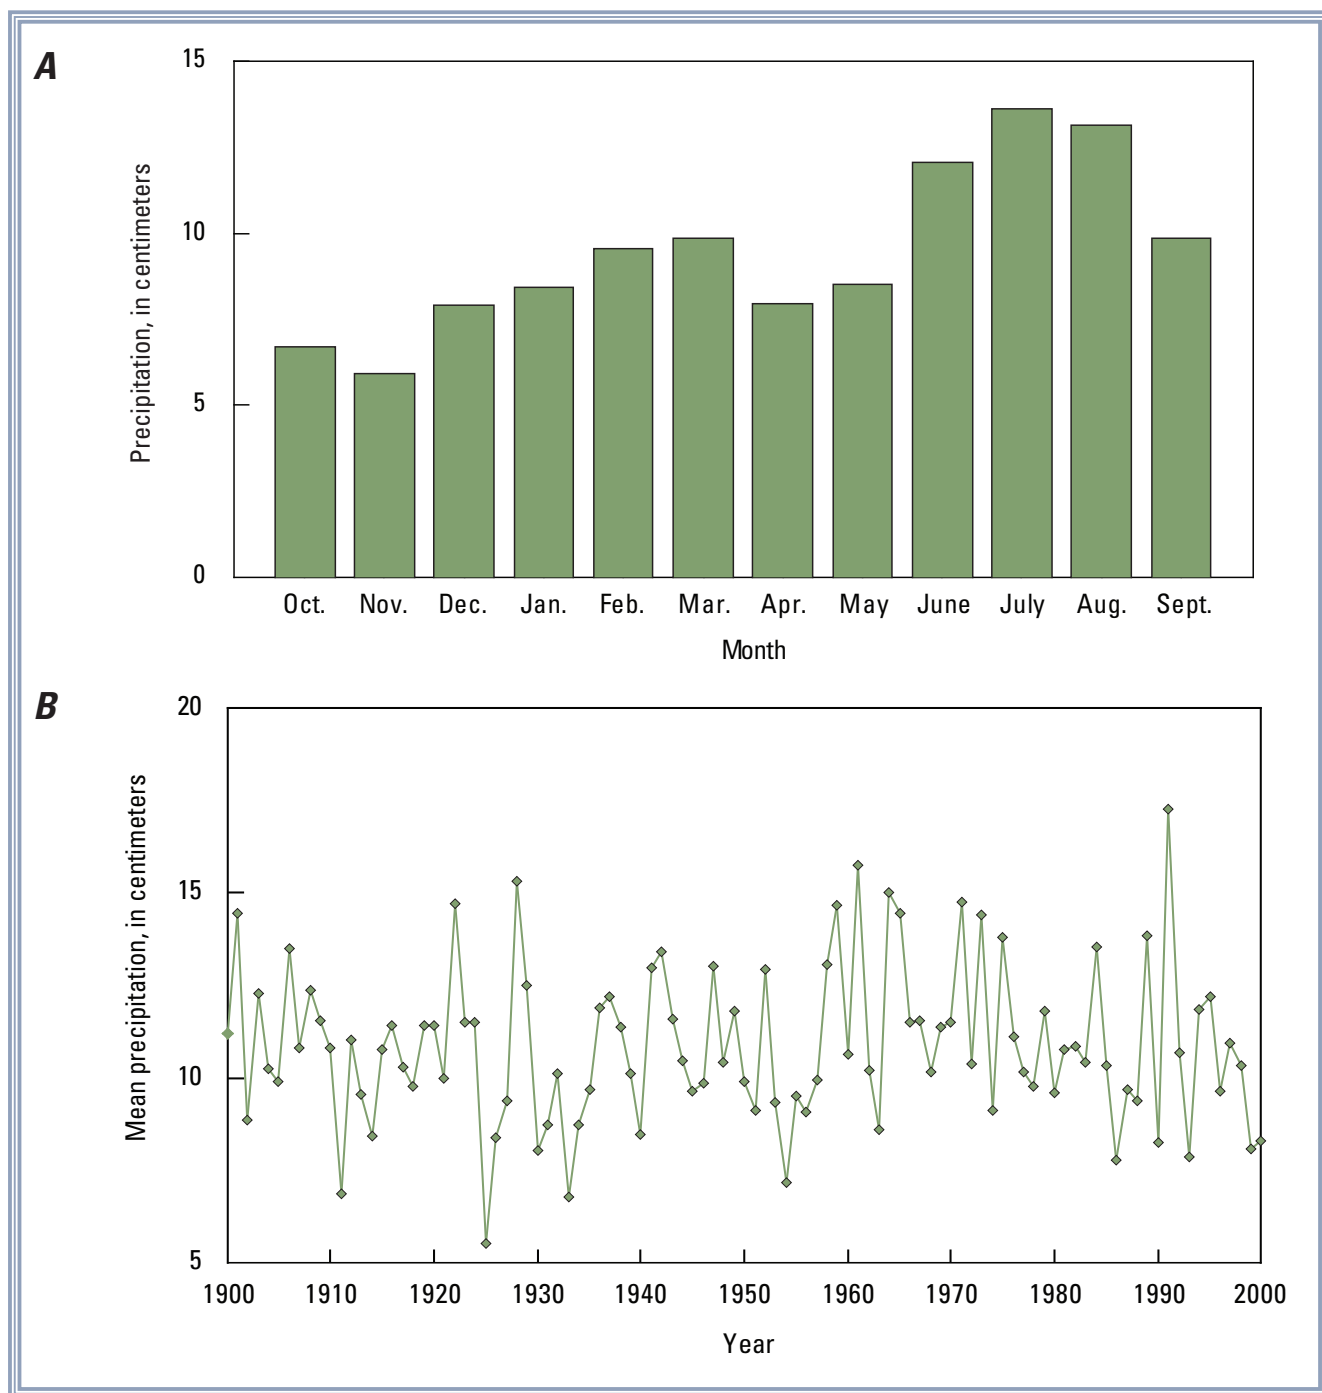 A
15
10
5
0
Precipitation, in centimeters
Oct. Nov. Dec. Jan. Feb. Mar. Apr. May June July Aug. Sept.
Month
B
20
15
10
5
Mean precipitation, in centimeters
1900 1910 1920 1930 1940 1950 1960 1970 1980 1990 2000
Year